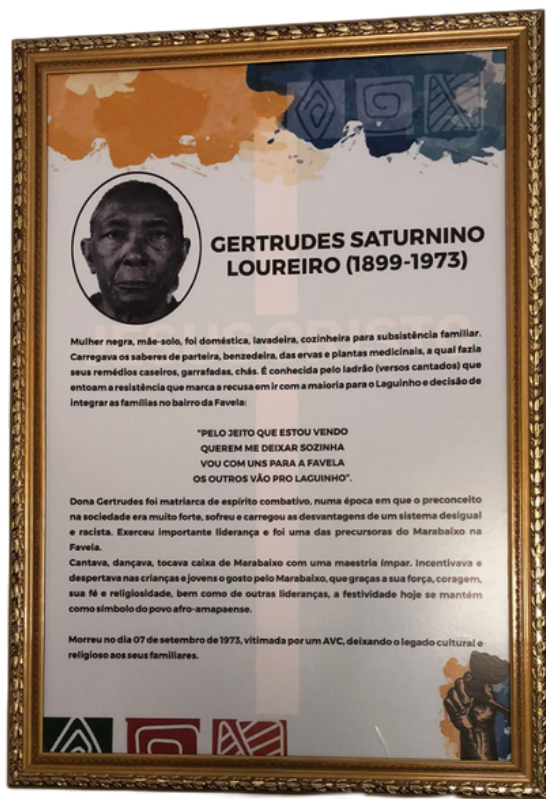 GERTRUDES SATURNINO
LOUREIRO (1899-1973)
Mulher negra, mãe-solo, foi doméstica, lavadeira, cozinheira para subsistência familiar.
Carregava os saberes de parteira, benzedeira, das ervas e plantas medicinais, a qual fazia
seus remédios caseiros, garrafadas, chás. É conhecida pelo ladrão (versos cantados) que
entoam a resistência que marca a recusa em ir com a maioria para o Laguinho e decisão de
integrar as famílias no bairro da Favela:
"PELO JEITO QUE ESTOU VENDO
QUEREM ME DEIXAR SOZINHA
VOU COM UNS PARA A FAVELA
OS OUTROS VÃO PRO LAGUINHO".
Dona Gertrudes foi matriarca de espírito combativo, numa época em que o preconceito
na sociedade era muito forte, sofreu e carregou as desvantagens de um sistema desigual
e racista. Exerceu importante liderança e foi uma das precursoras do Marabaixo na
Favela.
Cantava, dançava, tocava caixa de Marabaixo com uma maestria ímpar. Incentivava e
despertava nas crianças e jovens o gosto pelo Marabaixo, que graças a sua força, coragem,
sua fé e religiosidade, bem como de outras lideranças, a festividade hoje se mantém
como símbolo do povo afro-amapaense.
Morreu no dia 07 de setembro de 1973, vitimada por um AVC, deixando o legado cultural e
religioso aos seus familiares.